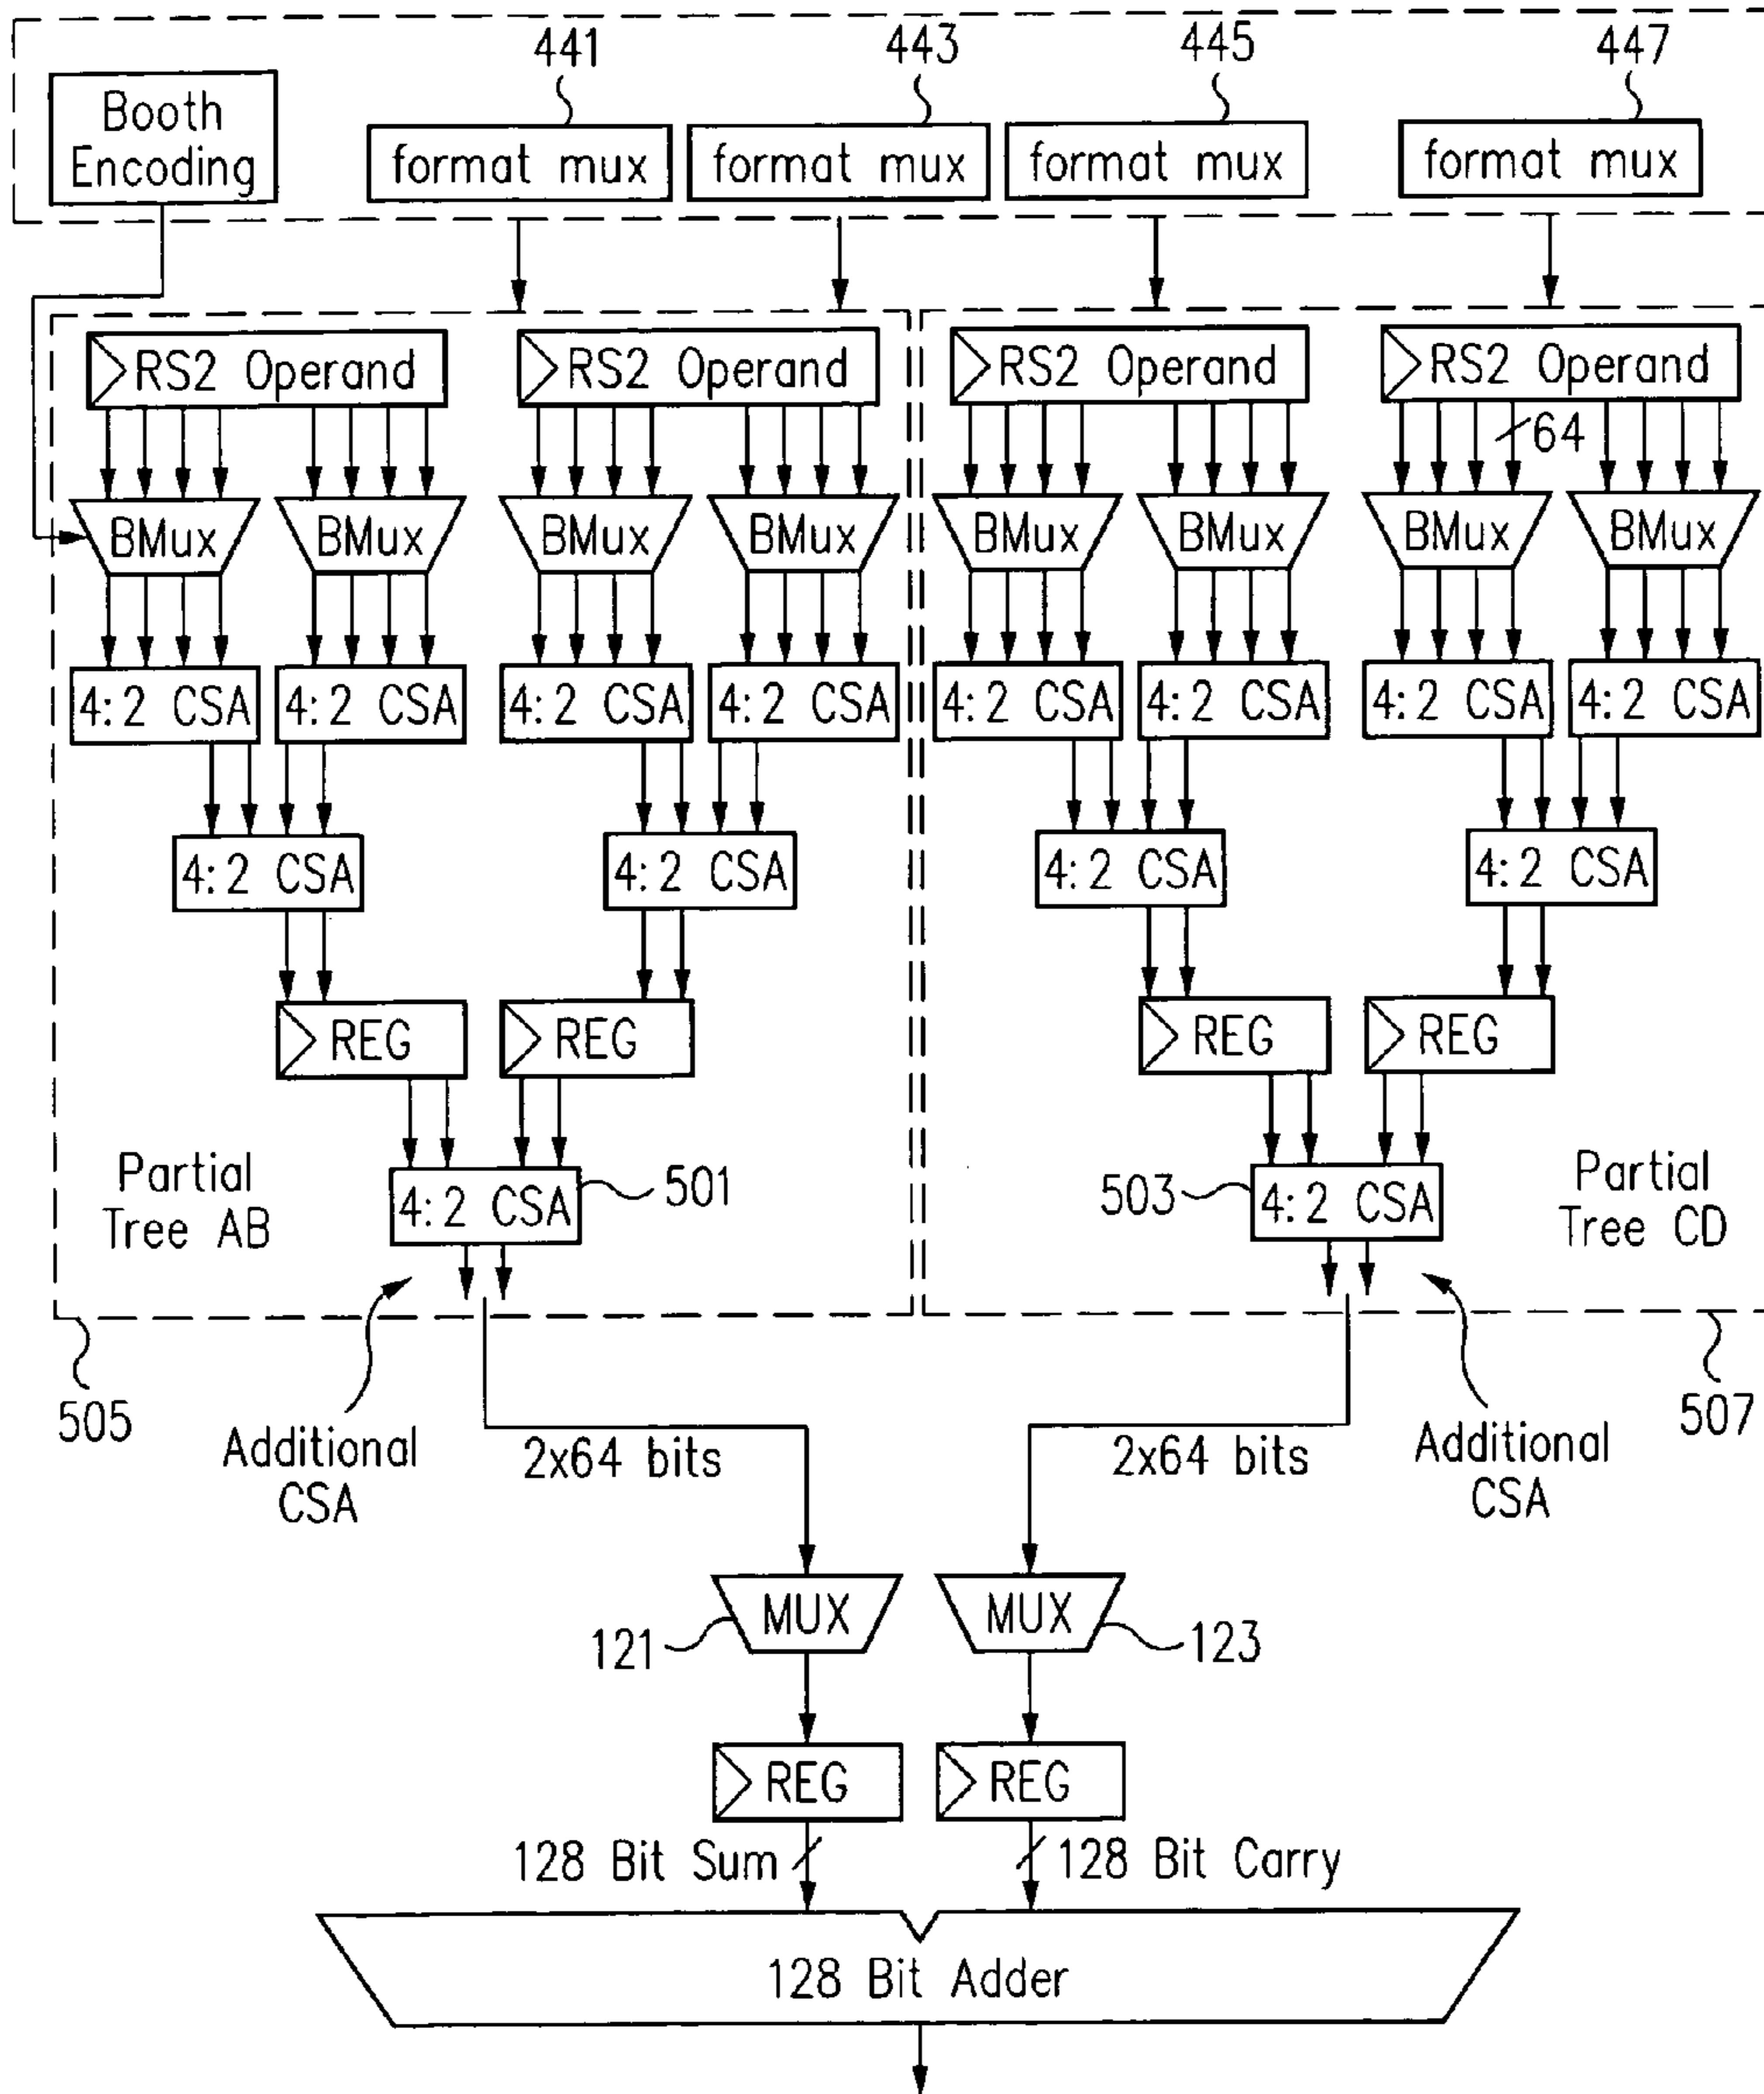 441
443
445
447
Booth
Encoding
format mux
format mux
format mux
format mux
RS2 Operand
RS2 Operand
RS2 Operand
RS2 Operand
64
BMux
BMux
BMux
BMux
BMux
BMux
BMux
BMux
4:2 CSA
4:2 CSA
4:2 CSA
4:2 CSA
4:2 CSA
4:2 CSA
4:2 CSA
4:2 CSA
4:2 CSA
4:2 CSA
4:2 CSA
4:2 CSA
REG
REG
REG
REG
Partial
Tree AB
4:2 CSA
501
503
4:2 CSA
Partial
Tree CD
505
Additional
CSA
2x64 bits
2x64 bits
Additional
CSA
507
MUX
MUX
121
123
REG
REG
128 Bit Sum
128 Bit Carry
128 Bit Adder